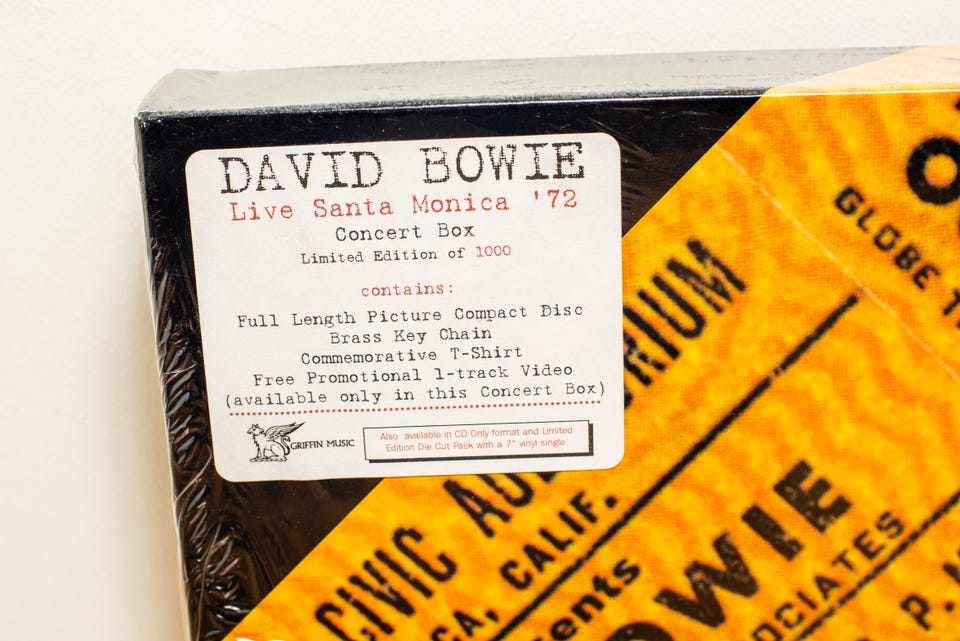 DAVID BOWIE
Live Santa Monica '72
Concert Box
Limited Edition of 1000
contains:
Full Length Picture Compact Disc
Brass Key Chain
Commemorative T-Shirt
Free Promotional 1-track Video
(available only in this Concert Box)
GRIFFIN MUSIC
Also available in CD Only format and Limited
Edition Die Cut Pack with a 7" vinyl single.
GLOBE
CIVIC AU
RIUM
CA, CALIF.
sents
OWIE
OCIATES
P.